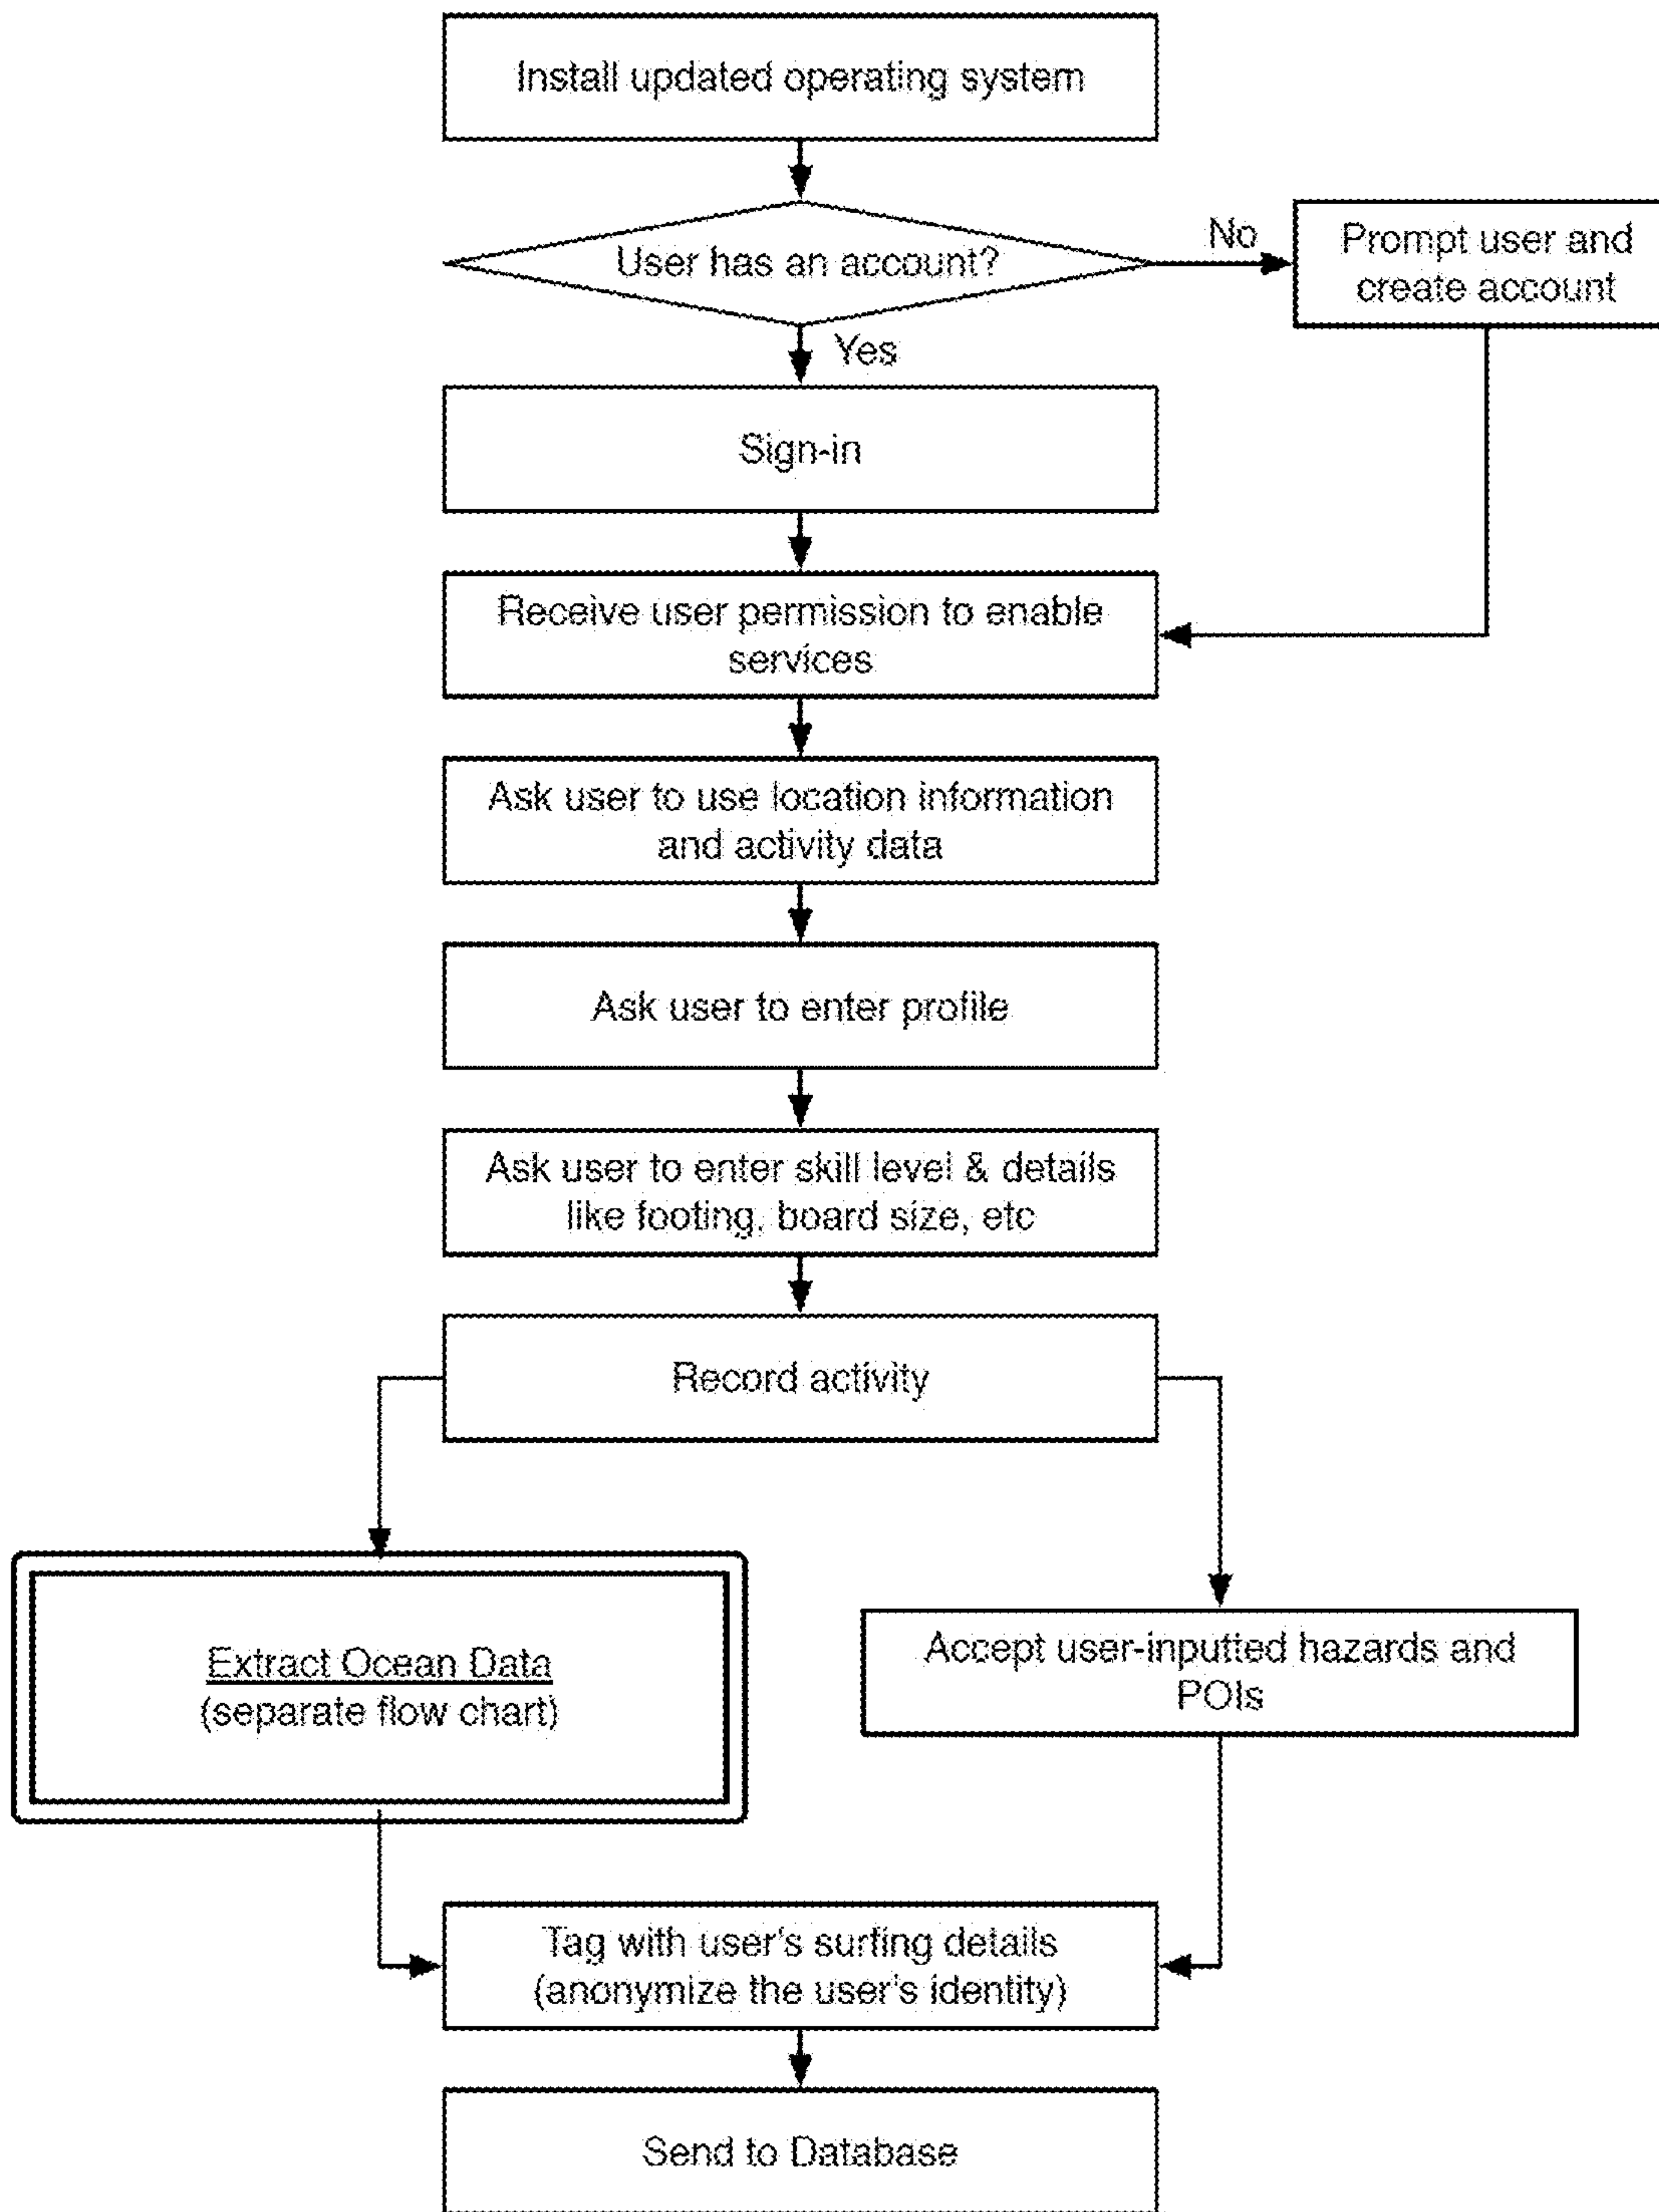 Install updated operating system
User has an account?
No
Prompt user and
create account
Yes
Sign-in
Receive user permission to enable
services
Ask user to use location information
and activity data
Ask user to enter profile
Ask user to enter skill level & details
like footing, board size, etc
Record activity
Extract Ocean Data
(separate flow chart)
Accept user-inputted hazards and
POIs
Tag with user's surfing details
(anonymize the user's identity)
Send to Database